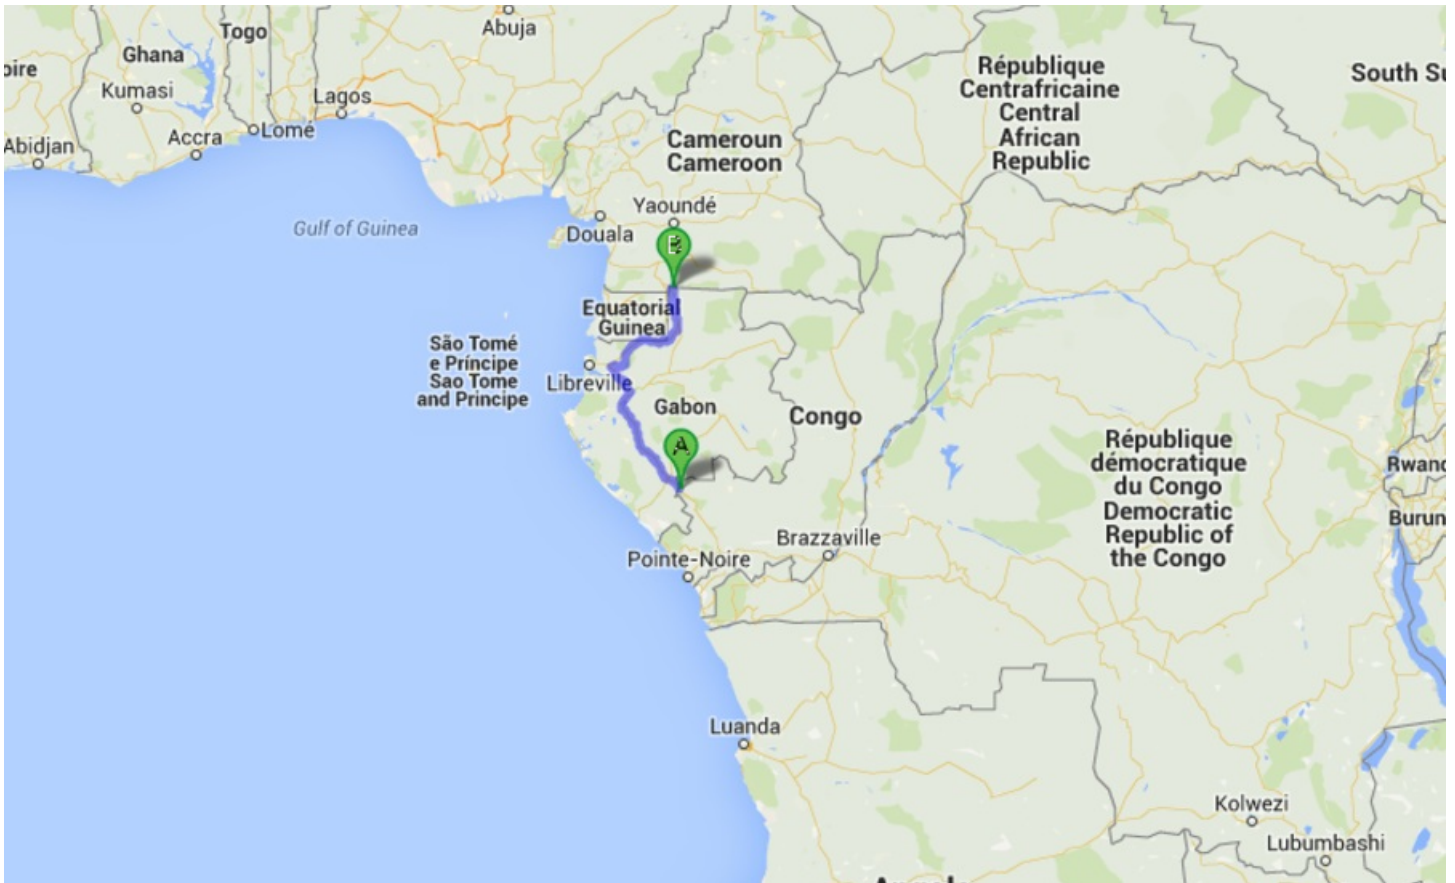 Togo
Abuja
Ghana
oire
Kumasi
Lagos
Accra
Lomé
Abidjan
République
Centrafricaine
Central
African
Republic
South Su
Cameroun
Cameroon
Yaoundé
Gulf of Guinea
Douala
Equatorial
Guinea
São Tomé
e Príncipe
Sao Tome
and Principe
Libreville
Gabon
Congo
A
République
démocratique
du Congo
Democratic
Republic of
the Congo
Rwand
Burun
Brazzaville
Pointe-Noire
Luanda
Kolwezi
Lubumbashi